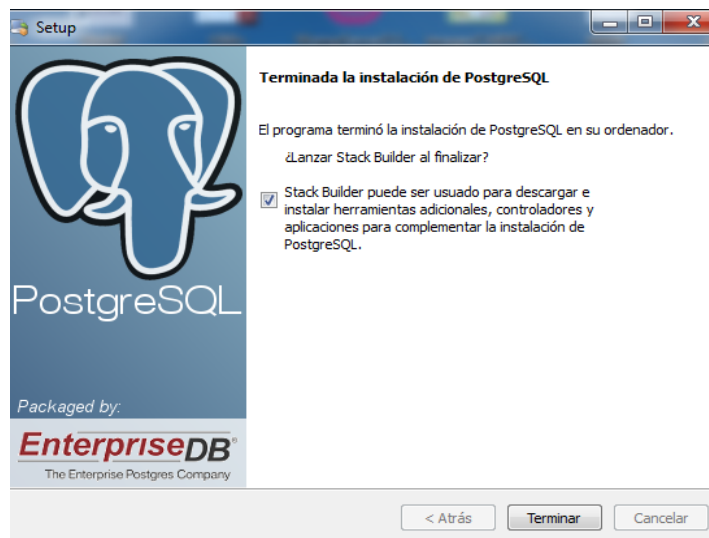 Setup
Terminada la instalación de PostgreSQL
El programa terminó la instalación de PostgreSQL en su ordenador.
¿Lanzar Stack Builder al finalizar?
Stack Builder puede ser usado para descargar e
instalar herramientas adicionales, controladores y
aplicaciones para complementar la instalación de
PostgreSQL.
PostgreSQL
Packaged by:
EnterpriseDB®
The Enterprise Postgres Company
< Atrás
Terminar
Cancelar